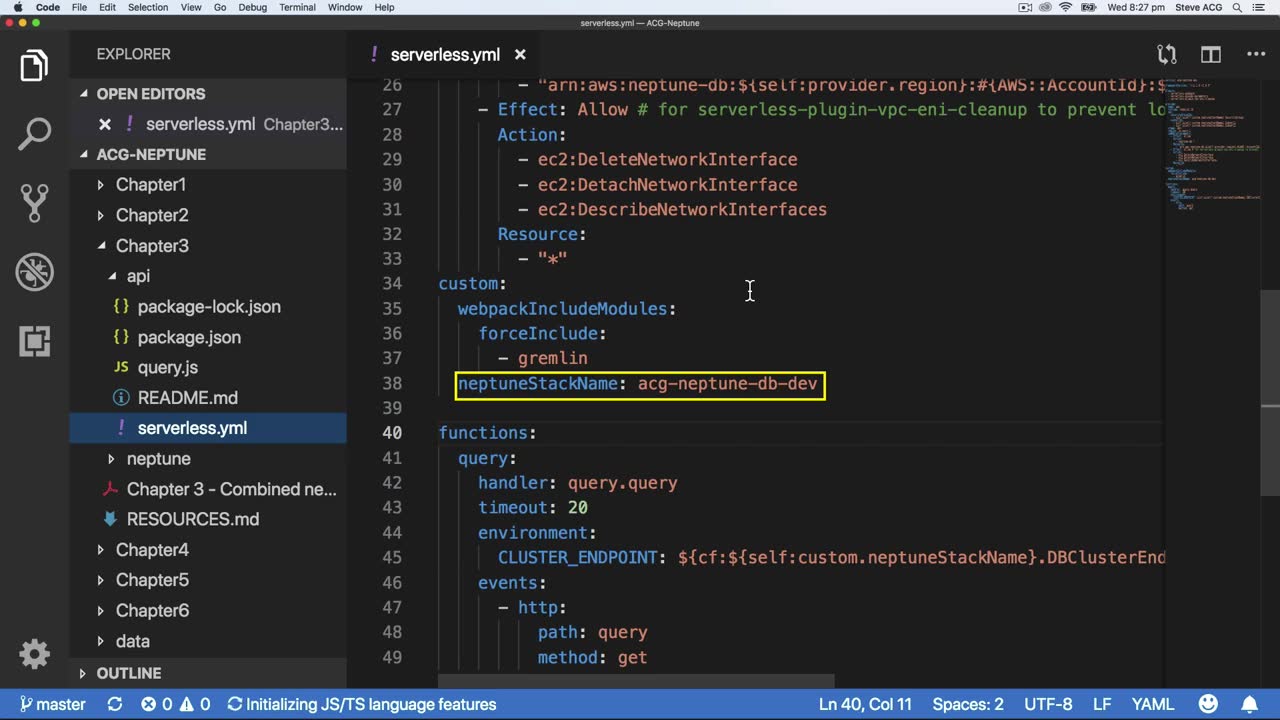 Code File Edit Selection View Go Debug Terminal Window Help Wed 8:27 pm Steve ACG
serverless.yml — ACG-Neptune
EXPLORER
OPEN EDITORS
! serverless.yml Chapter3...
ACG-NEPTUNE
Chapter1
Chapter2
Chapter3
api
{} package-lock.json
{} package.json
JS query.js
README.md
! serverless.yml
neptune
Chapter 3 - Combined ne...
RESOURCES.md
Chapter4
Chapter5
Chapter6
data
OUTLINE
! serverless.yml
26 - "arn:aws:neptune-db:${self:provider.region}:#{AWS::AccountId}:$
27 - Effect: Allow # for serverless-plugin-vpc-eni-cleanup to prevent lo
28 Action:
29 - ec2:DeleteNetworkInterface
30 - ec2:DetachNetworkInterface
31 - ec2:DescribeNetworkInterfaces
32 Resource:
33 - "*"
34 custom:
35 webpackIncludeModules:
36 forceInclude:
37 - gremlin
38 neptuneStackName: acg-neptune-db-dev
39
40 functions:
41 query:
42 handler: query.query
43 timeout: 20
44 environment:
45 CLUSTER_ENDPOINT: ${cf:${self:custom.neptuneStackName}.DBClusterEnd
46 events:
47 - http:
48 path: query
49 method: get
master 0 0 Initializing JS/TS language features Ln 40, Col 11 Spaces: 2 UTF-8 LF YAML